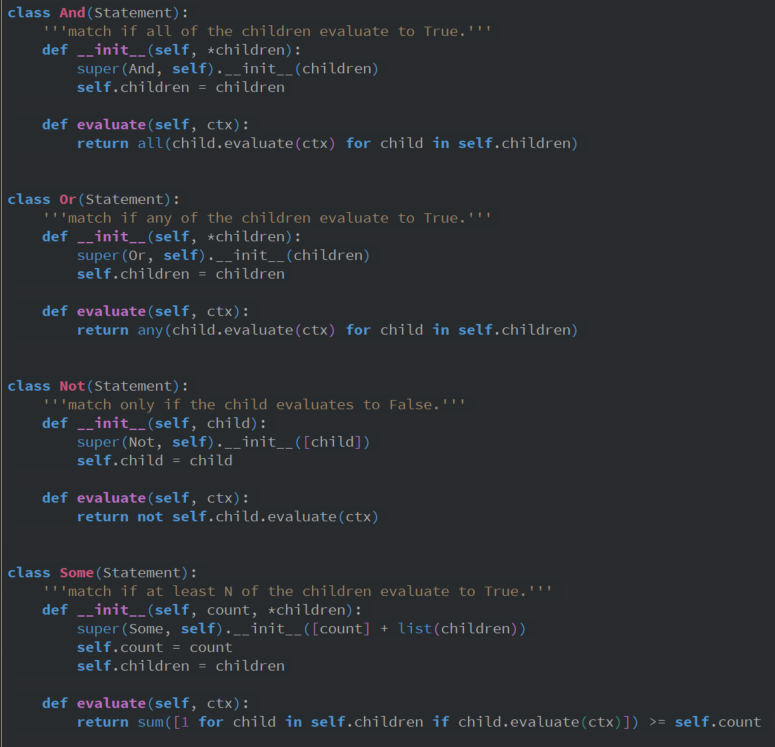 class And(Statement):
    '''match if all of the children evaluate to True.'''
    def __init__(self, *children):
        super(And, self).__init__(children)
        self.children = children

    def evaluate(self, ctx):
        return all(child.evaluate(ctx) for child in self.children)


class Or(Statement):
    '''match if any of the children evaluate to True.'''
    def __init__(self, *children):
        super(Or, self).__init__(children)
        self.children = children

    def evaluate(self, ctx):
        return any(child.evaluate(ctx) for child in self.children)


class Not(Statement):
    '''match only if the child evaluates to False.'''
    def __init__(self, child):
        super(Not, self).__init__([child])
        self.child = child

    def evaluate(self, ctx):
        return not self.child.evaluate(ctx)


class Some(Statement):
    '''match if at least N of the children evaluate to True.'''
    def __init__(self, count, *children):
        super(Some, self).__init__([count] + list(children))
        self.count = count
        self.children = children

    def evaluate(self, ctx):
        return sum([1 for child in self.children if child.evaluate(ctx)]) >= self.count